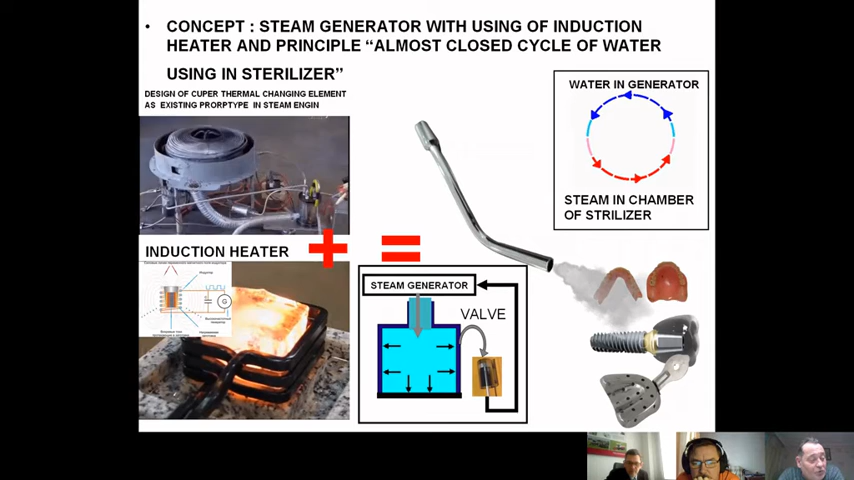 • CONCEPT : STEAM GENERATOR WITH USING OF INDUCTION
HEATER AND PRINCIPLE “ALMOST CLOSED CYCLE OF WATER
USING IN STERILIZER”
DESIGN OF CUPER THERMAL CHANGING ELEMENT
AS EXISTING PRORPTYPE IN STEAM ENGIN
INDUCTION HEATER
+
=
G
STEAM GENERATOR
VALVE
WATER IN GENERATOR
STEAM IN CHAMBER
OF STRILIZER